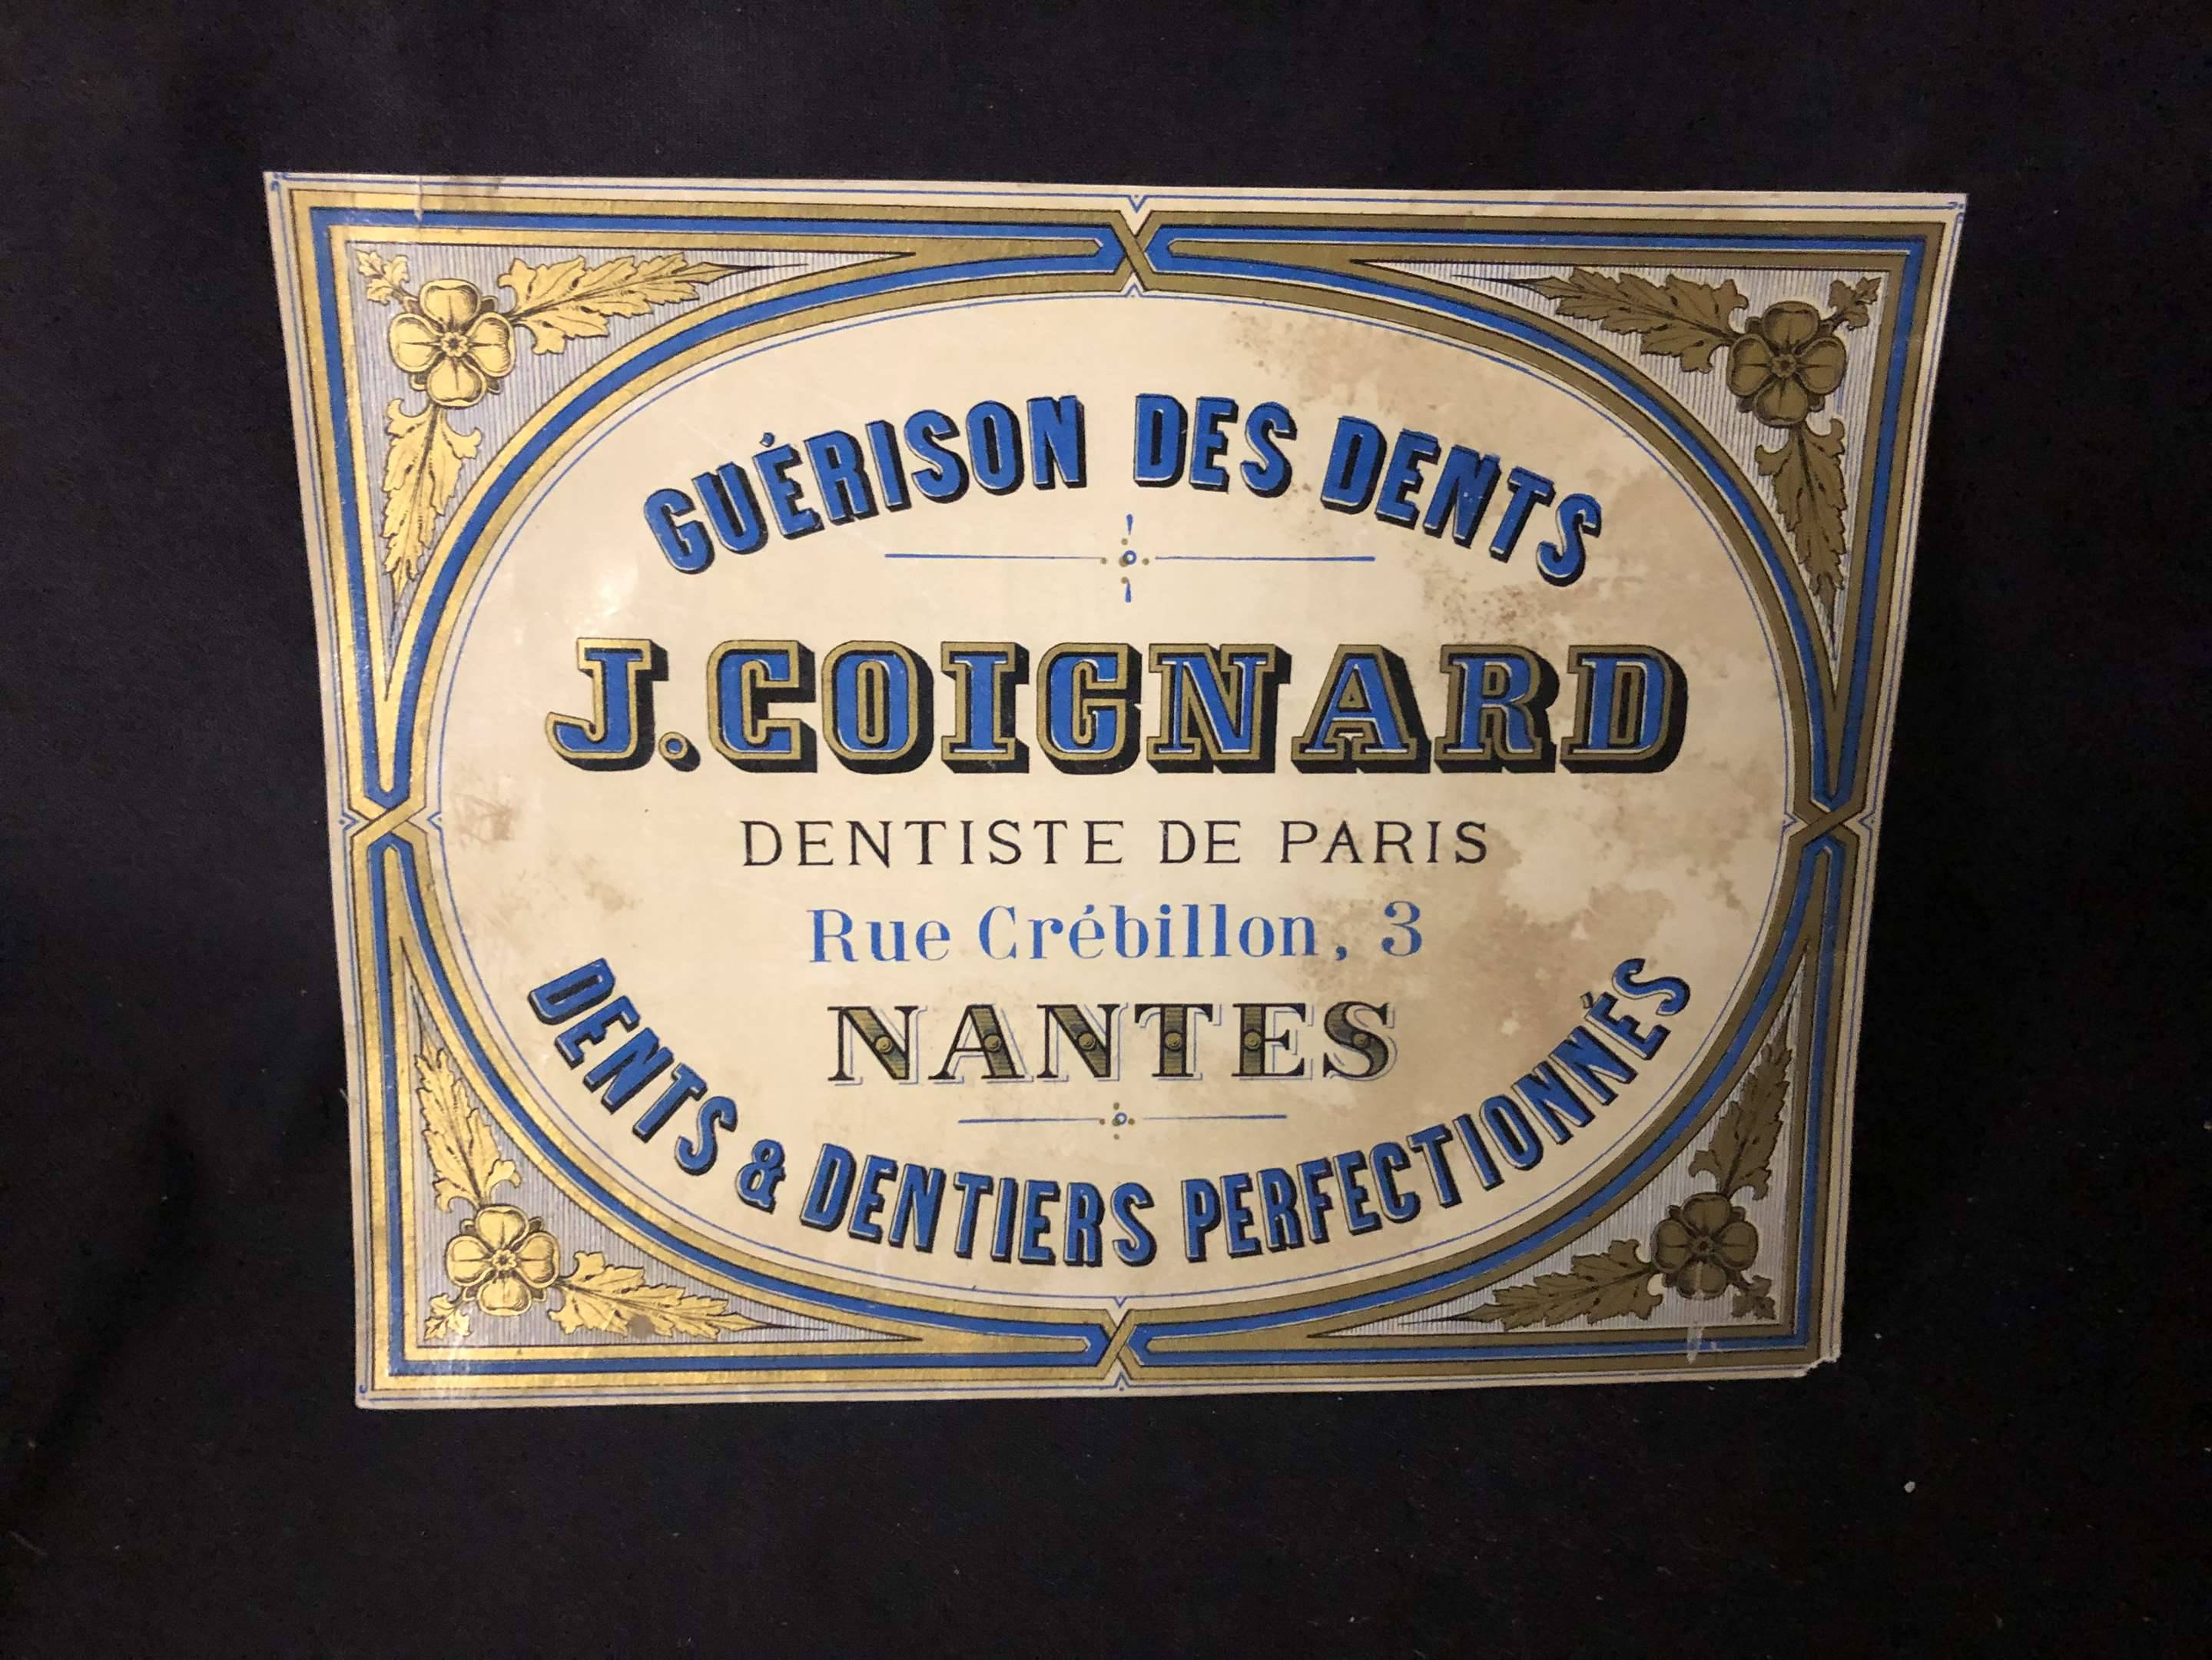 GUÉRISON DES DENTS
J. COIGNARD
DENTISTE DE PARIS
Rue Crébillon, 3
NANTES
DENTS & DENTIERS PERFECTIONNÉS